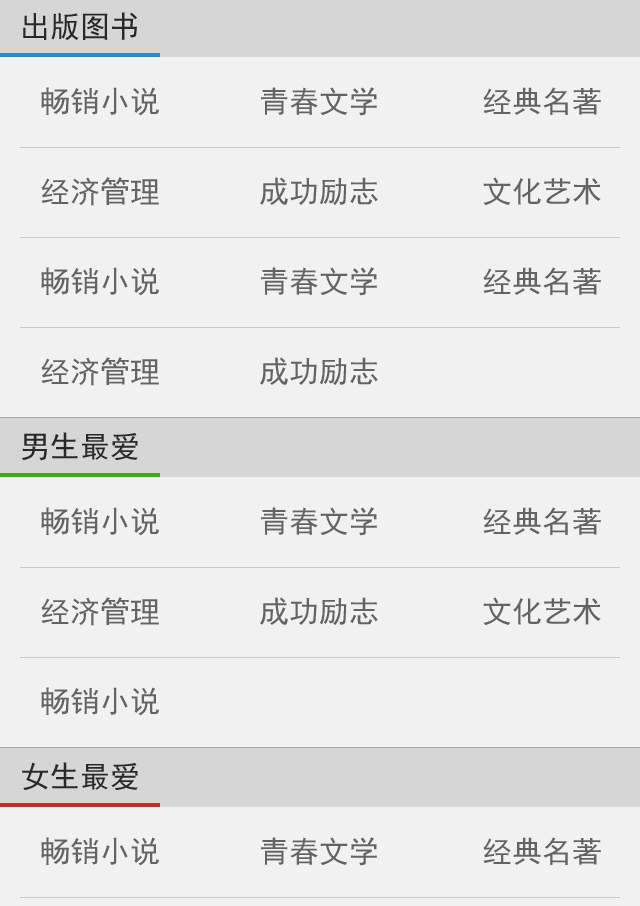 出版图书
畅销小说 青春文学 经典名著
经济管理 成功励志 文化艺术
畅销小说 青春文学 经典名著
经济管理 成功励志
男生最爱
畅销小说 青春文学 经典名著
经济管理 成功励志 文化艺术
畅销小说
女生最爱
畅销小说 青春文学 经典名著